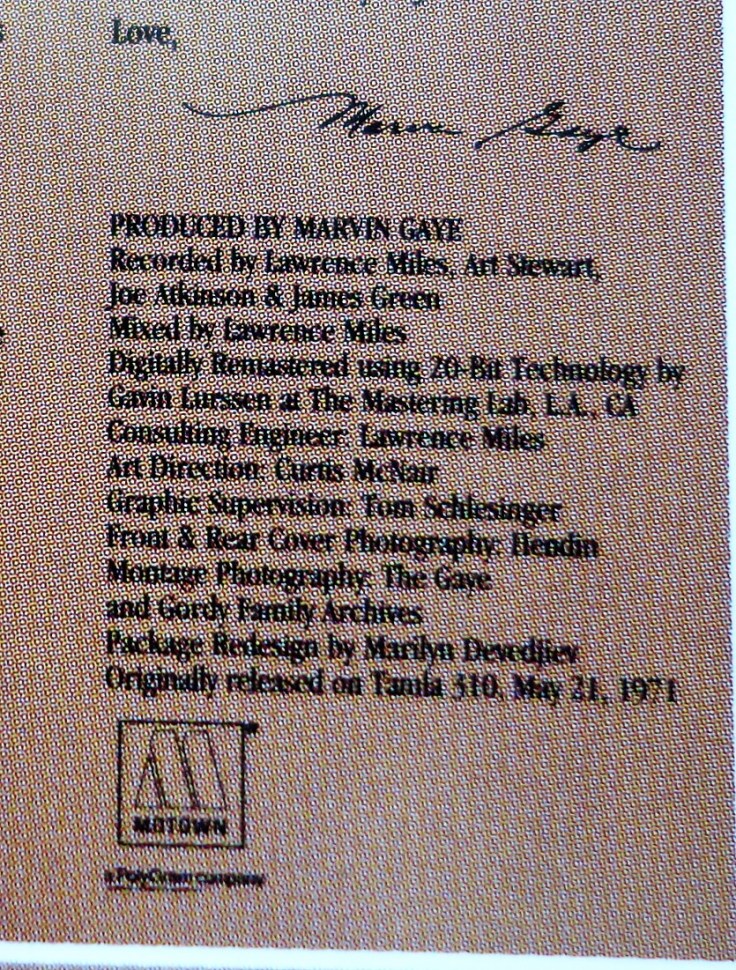 Love,
Marvin Gaye
PRODUCED BY MARVIN GAYE
Recorded by Lawrence Miles, Art Stewart,
Joe Atkinson & James Green
Mixed by Lawrence Miles
Digitally Remastered using 20-Bit Technology by
Gavin Lurssen at The Mastering Lab, L.A., CA
Consulting Engineer: Lawrence Miles
Art Direction: Curtis McNair
Graphic Supervision: Tom Schlesinger
Front & Rear Cover Photography: Hendin
Montage Photography: The Gaye
and Gordy Family Archives
Package Redesign by Marilyn Devedjiev
Originally released on Tamla 310, May 21, 1971
MOTOWN
a PolyGram company